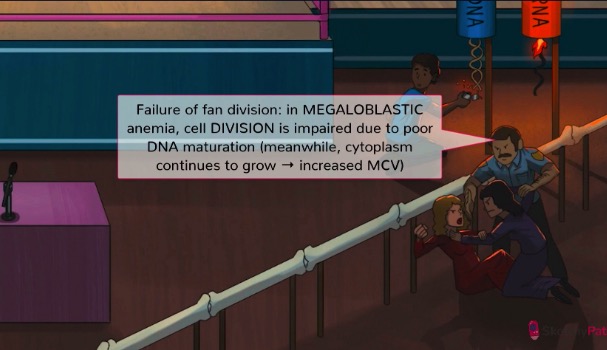 DNA
RNA
Failure of fan division: in MEGALOBLASTIC
anemia, cell DIVISION is impaired due to poor
DNA maturation (meanwhile, cytoplasm
continues to grow → increased MCV)